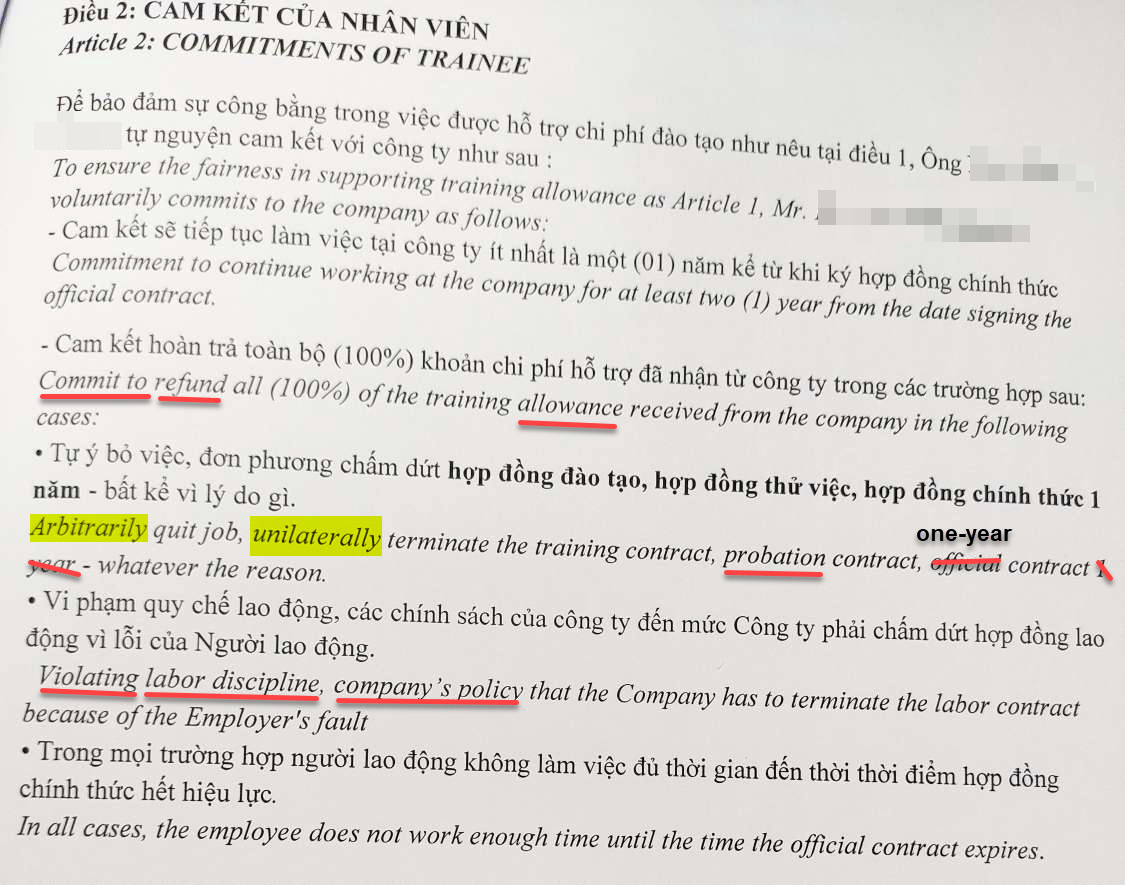 Điều 2: CAM KẾT CỦA NHÂN VIÊN
Article 2: COMMITMENTS OF TRAINEE
Để bảo đảm sự công bằng trong việc được hỗ trợ chi phí đào tạo như nêu tại điều 1, Ông
tự nguyện cam kết với công ty như sau :
To ensure the fairness in supporting training allowance as Article 1, Mr.
voluntarily commits to the company as follows:
- Cam kết sẽ tiếp tục làm việc tại công ty ít nhất là một (01) năm kể từ khi ký hợp đồng chính thức
Commitment to continue working at the company for at least two (1) year from the date signing the
official contract.
- Cam kết hoàn trả toàn bộ (100%) khoản chi phí hỗ trợ đã nhận từ công ty trong các trường hợp sau:
Commit to refund all (100%) of the training allowance received from the company in the following
cases:
• Tự ý bỏ việc, đơn phương chấm dứt hợp đồng đào tạo, hợp đồng thử việc, hợp đồng chính thức 1
năm - bất kể vì lý do gì.
one-year
Arbitrarily quit job, unilaterally terminate the training contract, probation contract, official contract 1
year - whatever the reason.
• Vi phạm quy chế lao động, các chính sách của công ty đến mức Công ty phải chấm dứt hợp đồng lao
động vì lỗi của Người lao động.
Violating labor discipline, company's policy that the Company has to terminate the labor contract
because of the Employer's fault
• Trong mọi trường hợp người lao động không làm việc đủ thời gian đến thời thời điểm hợp đồng
chính thức hết hiệu lực.
In all cases, the employee does not work enough time until the time the official contract expires.